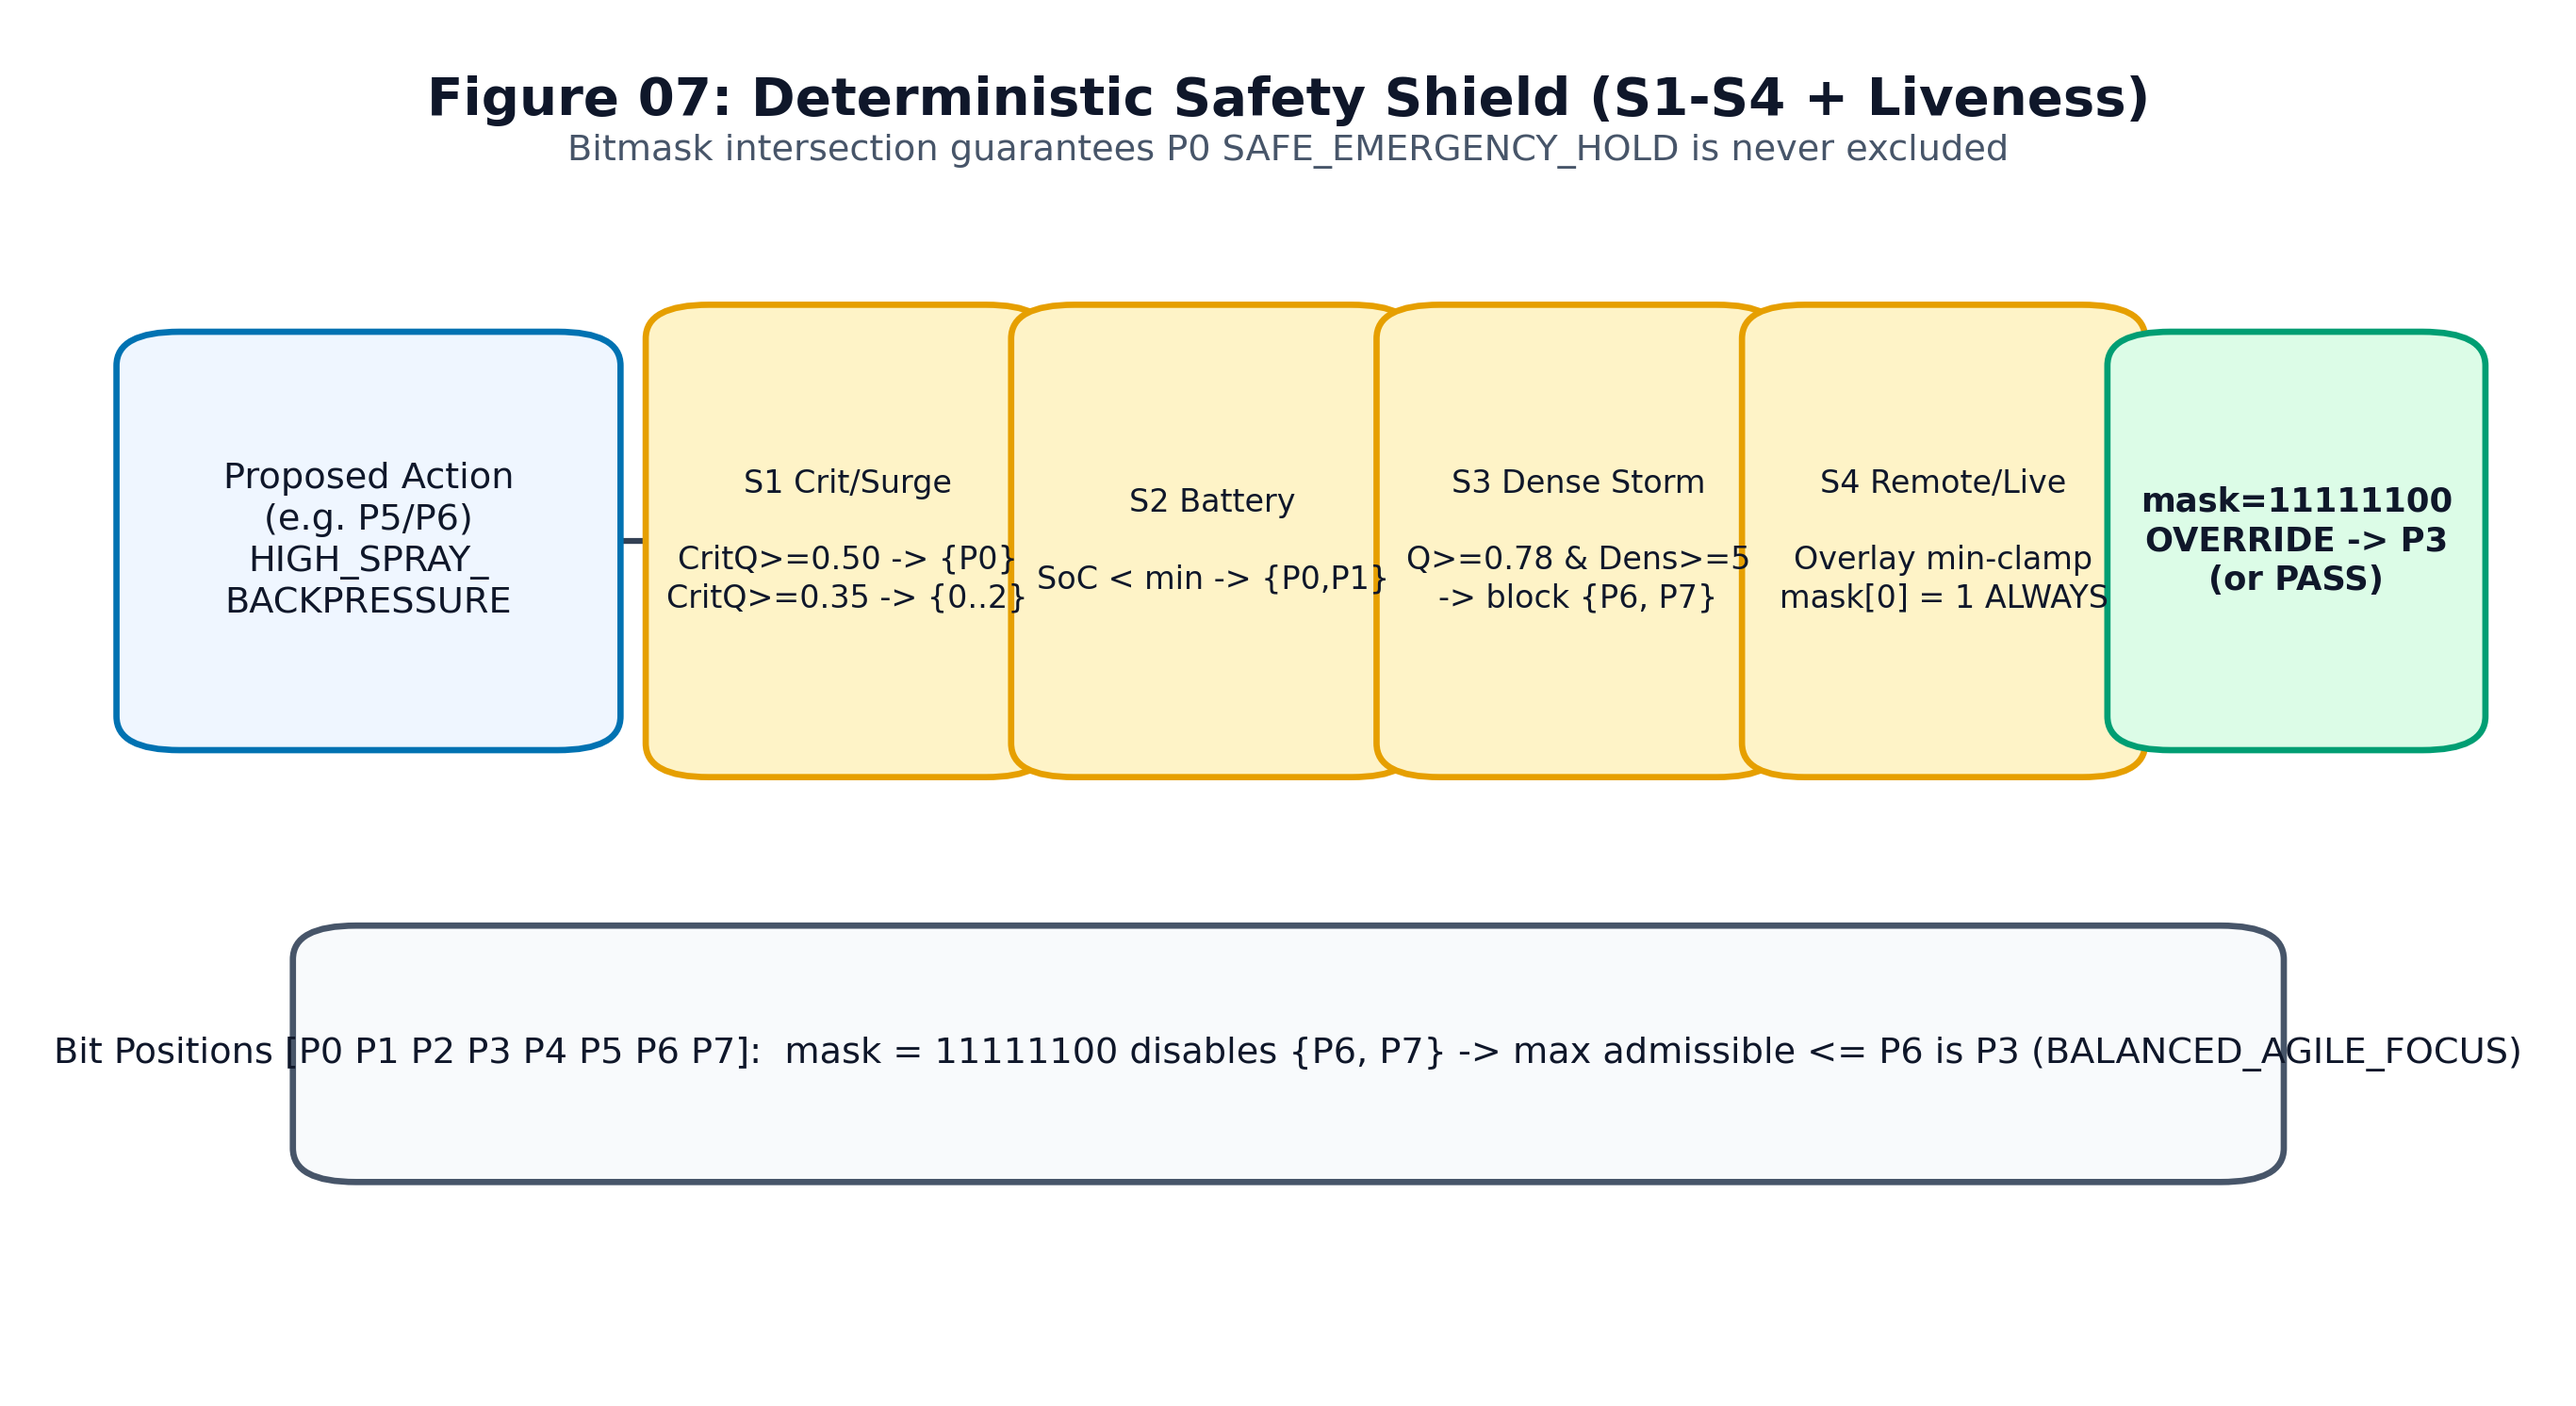 Figure 07: Deterministic Safety Shield (S1-S4 + Liveness)
Bitmask intersection guarantees P0 SAFE_EMERGENCY_HOLD is never excluded
Proposed Action
(e.g. P5/P6)
HIGH_SPRAY_
BACKPRESSURE
S1 Crit/Surge
CritQ>=0.50 -> {P0}
CritQ>=0.35 -> {0..2}
S2 Battery
SoC < min -> {P0,P1}
S3 Dense Storm
Q>=0.78 & Dens>=5
-> block {P6, P7}
S4 Remote/Live
Overlay min-clamp
mask[0] = 1 ALWAYS
mask=11111100
OVERRIDE -> P3
(or PASS)
Bit Positions [P0 P1 P2 P3 P4 P5 P6 P7]:  mask = 11111100 disables {P6, P7} -> max admissible <= P6 is P3 (BALANCED_AGILE_FOCUS)